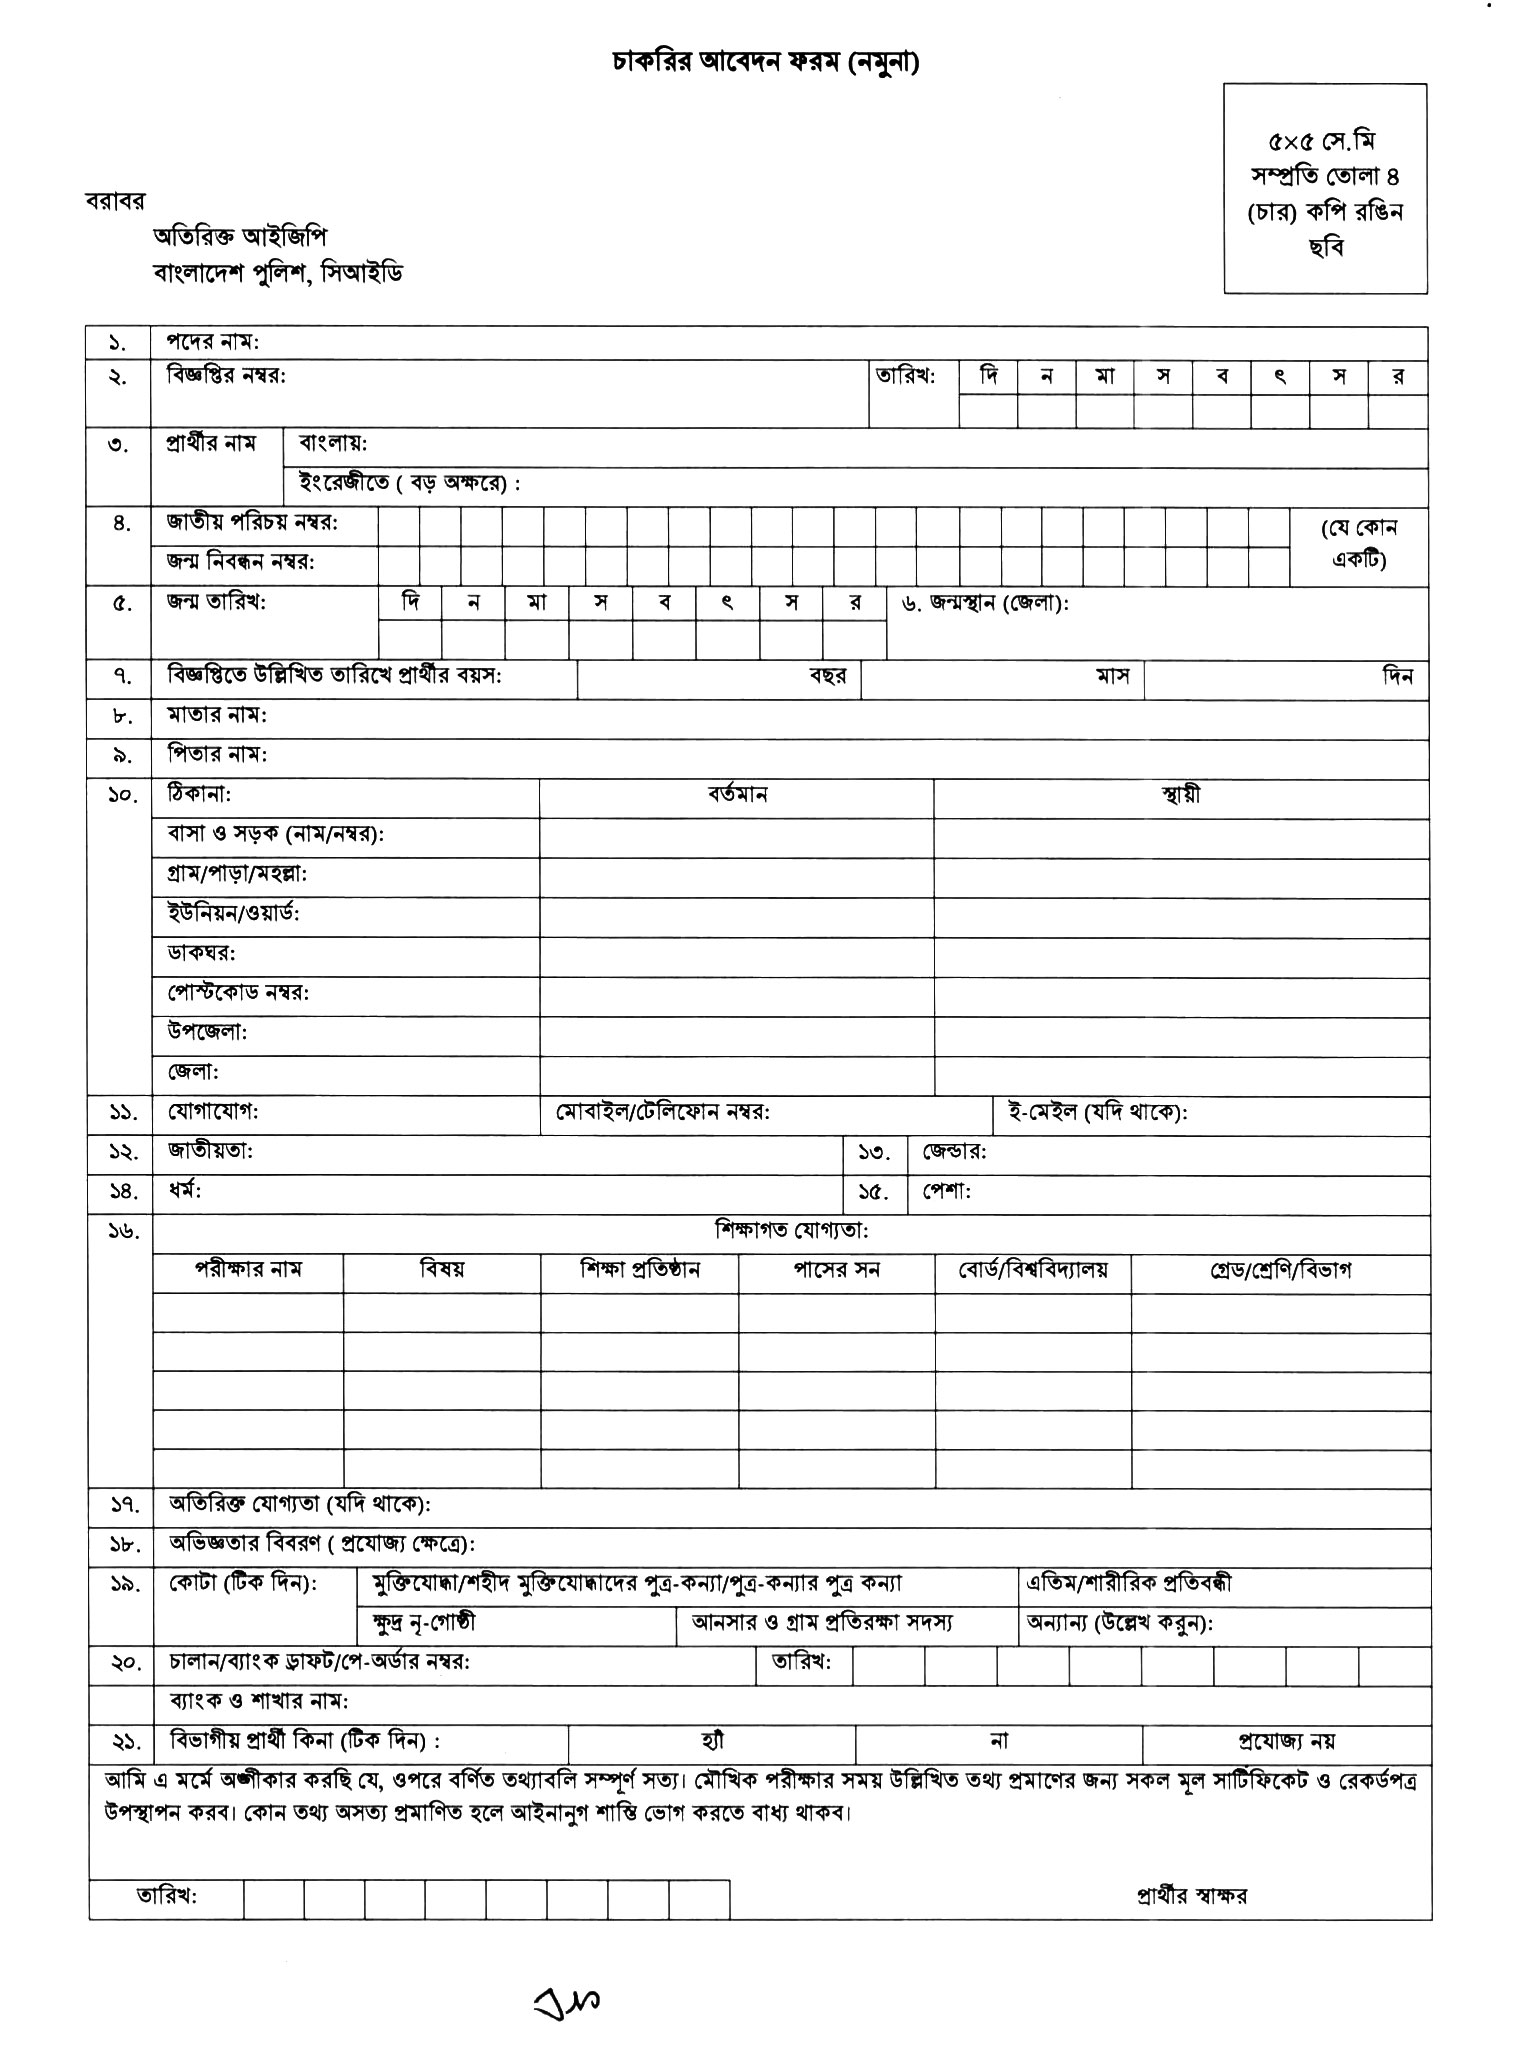 চাকরির আবেদন ফরম (নমুনা)
৫×৫ সে.মি
সম্প্রতি তোলা ৪
(চার) কপি রঙিন
ছবি
বরাবর
অতিরিক্ত আইজিপি
বাংলাদেশ পুলিশ, সিআইডি
১. পদের নাম:
২. বিজ্ঞপ্তির নম্বর: তারিখ: দি ন মা স ব ৎ স র
৩. প্রার্থীর নাম বাংলায়:
ইংরেজীতে ( বড় অক্ষরে) :
৪. জাতীয় পরিচয় নম্বর: (যে কোন
জন্ম নিবন্ধন নম্বর: একটি)
৫. জন্ম তারিখ: দি ন মা স ব ৎ স র ৬. জন্মস্থান (জেলা):
৭. বিজ্ঞপ্তিতে উল্লিখিত তারিখে প্রার্থীর বয়স: বছর মাস দিন
৮. মাতার নাম:
৯. পিতার নাম:
১০. ঠিকানা: বর্তমান স্থায়ী
বাসা ও সড়ক (নাম/নম্বর):
গ্রাম/পাড়া/মহল্লা:
ইউনিয়ন/ওয়ার্ড:
ডাকঘর:
পোস্টকোড নম্বর:
উপজেলা:
জেলা:
১১. যোগাযোগ: মোবাইল/টেলিফোন নম্বর: ই-মেইল (যদি থাকে):
১২. জাতীয়তা: ১৩. জেন্ডার:
১৪. ধর্ম: ১৫. পেশা:
১৬. শিক্ষাগত যোগ্যতা:
পরীক্ষার নাম বিষয় শিক্ষা প্রতিষ্ঠান পাসের সন বোর্ড/বিশ্ববিদ্যালয় গ্রেড/শ্রেণি/বিভাগ
১৭. অতিরিক্ত যোগ্যতা (যদি থাকে):
১৮. অভিজ্ঞতার বিবরণ ( প্রযোজ্য ক্ষেত্রে):
১৯. কোটা (টিক দিন): মুক্তিযোদ্ধা/শহীদ মুক্তিযোদ্ধাদের পুত্র-কন্যা/পুত্র-কন্যার পুত্র কন্যা এতিম/শারীরিক প্রতিবন্ধী
ক্ষুদ্র নৃ-গোষ্ঠী আনসার ও গ্রাম প্রতিরক্ষা সদস্য অন্যান্য (উল্লেখ করুন):
২০. চালান/ব্যাংক ড্রাফট/পে-অর্ডার নম্বর: তারিখ:
ব্যাংক ও শাখার নাম:
২১. বিভাগীয় প্রার্থী কিনা (টিক দিন) : হ্যাঁ না প্রযোজ্য নয়
আমি এ মর্মে অঙ্গীকার করছি যে, ওপরে বর্ণিত তথ্যাবলি সম্পূর্ণ সত্য। মৌখিক পরীক্ষার সময় উল্লিখিত তথ্য প্রমাণের জন্য সকল মূল সার্টিফিকেট ও রেকর্ডপত্র
উপস্থাপন করব। কোন তথ্য অসত্য প্রমাণিত হলে আইনানুগ শাস্তি ভোগ করতে বাধ্য থাকব।
তারিখ: প্রার্থীর স্বাক্ষর